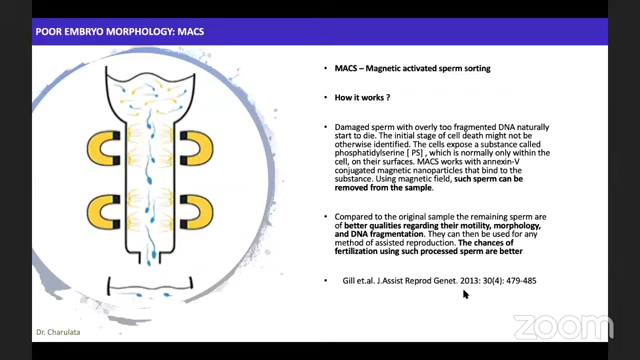 POOR EMBRYO MORPHOLOGY: MACS
• MACS – Magnetic activated sperm sorting
• How it works ?
• Damaged sperm with overly too fragmented DNA naturally
start to die. The initial stage of cell death might not be
otherwise identified. The cells expose a substance called
phosphatidylserine [ PS] , which is normally only within the
cell, on their surfaces. MACS works with annexin-V
conjugated magnetic nanoparticles that bind to the
substance. Using magnetic field, such sperm can be
removed from the sample.
• Compared to the original sample the remaining sperm are
of better qualities regarding their motility, morphology,
and DNA fragmentation. They can then be used for any
method of assisted reproduction. The chances of
fertilization using such processed sperm are better
• Gill et.al. J.Assist Reprod Genet. 2013: 30(4): 479-485
Dr. Charulata
zoom